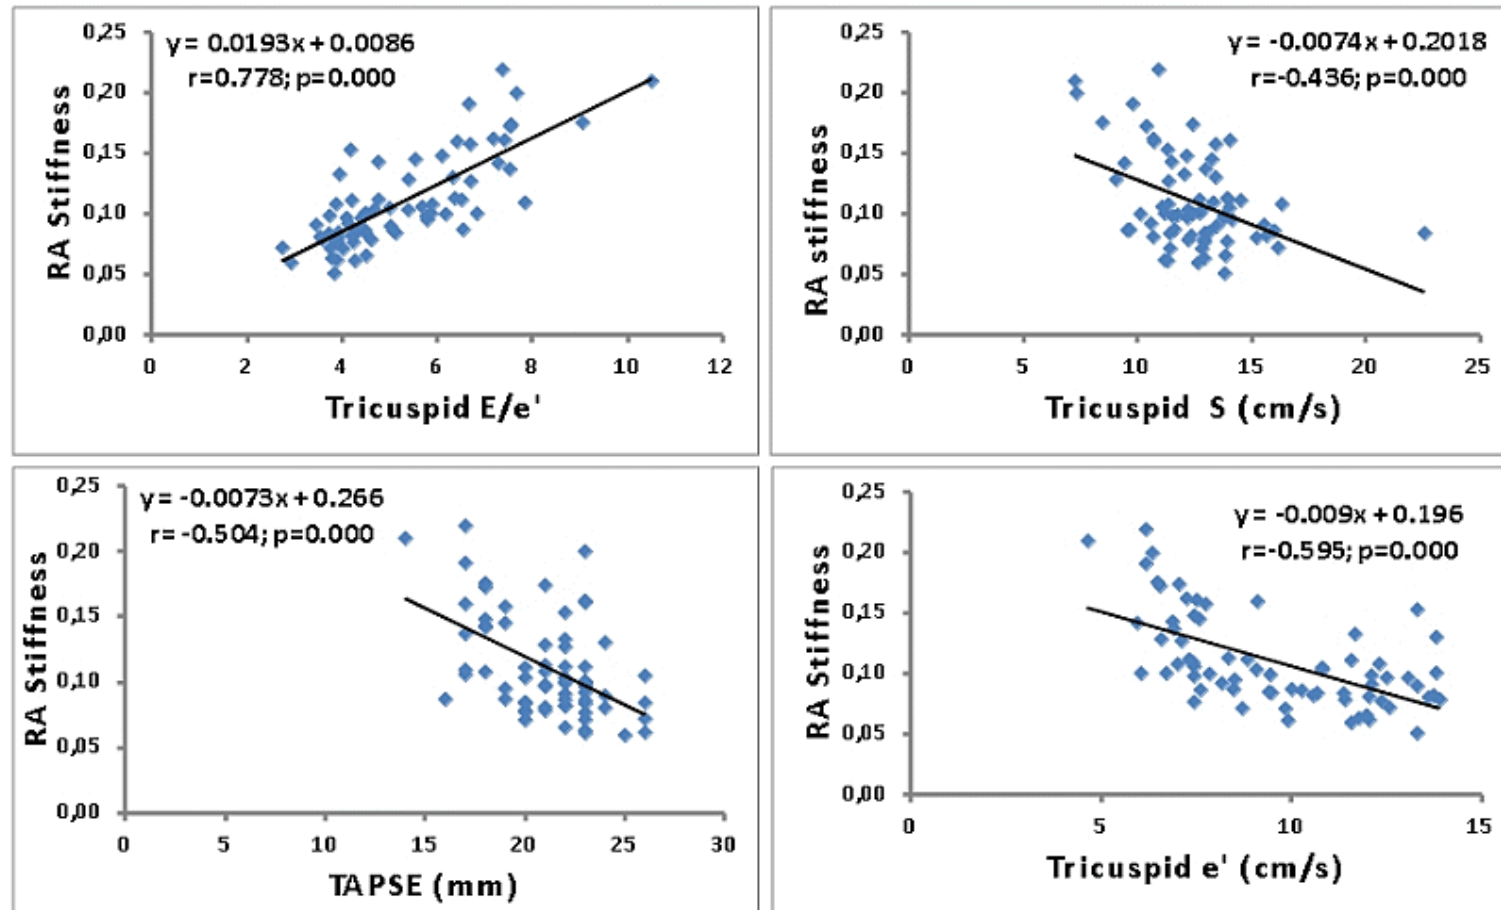 0,25
y = 0.0193x + 0.0086
r=0.778; p=0.000
0,20
0,15
0,10
0,05
0,00
RA Stiffness
0 2 4 6 8 10 12
Tricuspid E/e'
0,25
y = -0.0074x + 0.2018
r=-0.436; p=0.000
0,20
0,15
0,10
0,05
0,00
RA stiffness
0 5 10 15 20 25
Tricuspid S (cm/s)
0,25
y = -0.0073x + 0.266
r= -0.504; p=0.000
0,20
0,15
0,10
0,05
0,00
RA Stiffness
0 5 10 15 20 25 30
TAPSE (mm)
0,25
y = -0.009x + 0.196
r=-0.595; p=0.000
0,20
0,15
0,10
0,05
0,00
RA Stiffness
0 5 10 15
Tricuspid e' (cm/s)